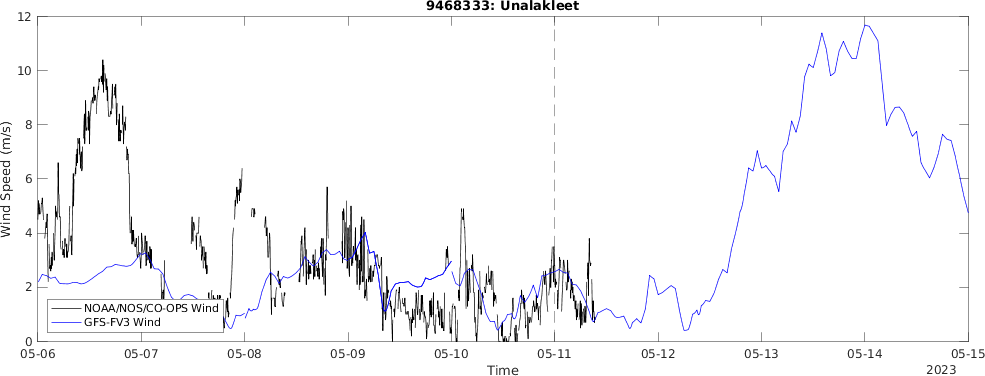 9468333: Unalakleet
12
10
8
6
4
2
0
Wind Speed (m/s)
NOAA/NOS/CO-OPS Wind
GFS-FV3 Wind
05-06 05-07 05-08 05-09 05-10 05-11 05-12 05-13 05-14 05-15
Time
2023